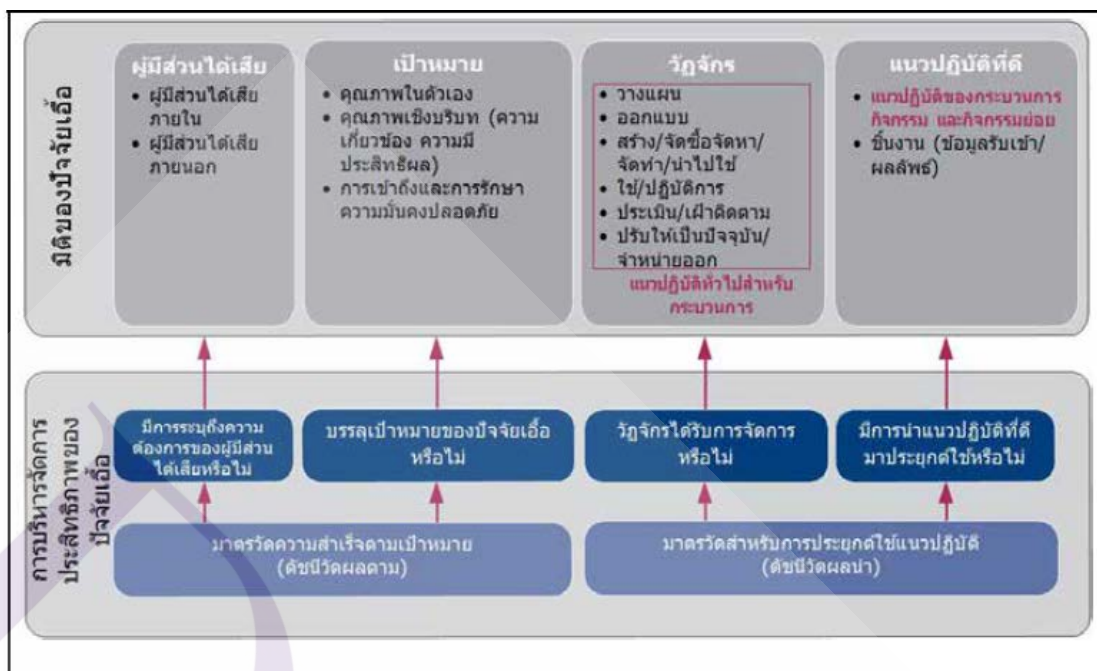 มิติของปัจจัยเอื้อ
ผู้มีส่วนได้เสีย
• ผู้มีส่วนได้เสีย
ภายใน
• ผู้มีส่วนได้เสีย
ภายนอก
เป้าหมาย
• คุณภาพในตัวเอง
• คุณภาพเชิงบริบท (ความ
เกี่ยวข้อง ความมี
ประสิทธิผล)
• การเข้าถึงและการรักษา
ความมั่นคงปลอดภัย
วัฏจักร
• วางแผน
• ออกแบบ
• สร้าง/จัดซื้อจัดหา/
จัดทำ/นำไปใช้
• ใช้/ปฏิบัติการ
• ประเมิน/เฝ้าติดตาม
• ปรับให้เป็นปัจจุบัน/
จำหน่ายออก
แนวปฏิบัติทั่วไปสำหรับ
กระบวนการ
แนวปฏิบัติที่ดี
• แนวปฏิบัติของกระบวนการ
กิจกรรม และกิจกรรมย่อย
• ชิ้นงาน (ข้อมูลรับเข้า/
ผลลัพธ์)
การบริหารจัดการ
ประสิทธิภาพของ
ปัจจัยเอื้อ
มีการระบุถึงความ
ต้องการของผู้มีส่วน
ได้เสียหรือไม่
บรรลุเป้าหมายของปัจจัยเอื้อ
หรือไม่
วัฏจักรได้รับการจัดการ
หรือไม่
มีการนำแนวปฏิบัติที่ดี
มาประยุกต์ใช้หรือไม่
มาตรวัดความสำเร็จตามเป้าหมาย
(ดัชนีวัดผลตาม)
มาตรวัดสำหรับการประยุกต์ใช้แนวปฏิบัติ
(ดัชนีวัดผลนำ)